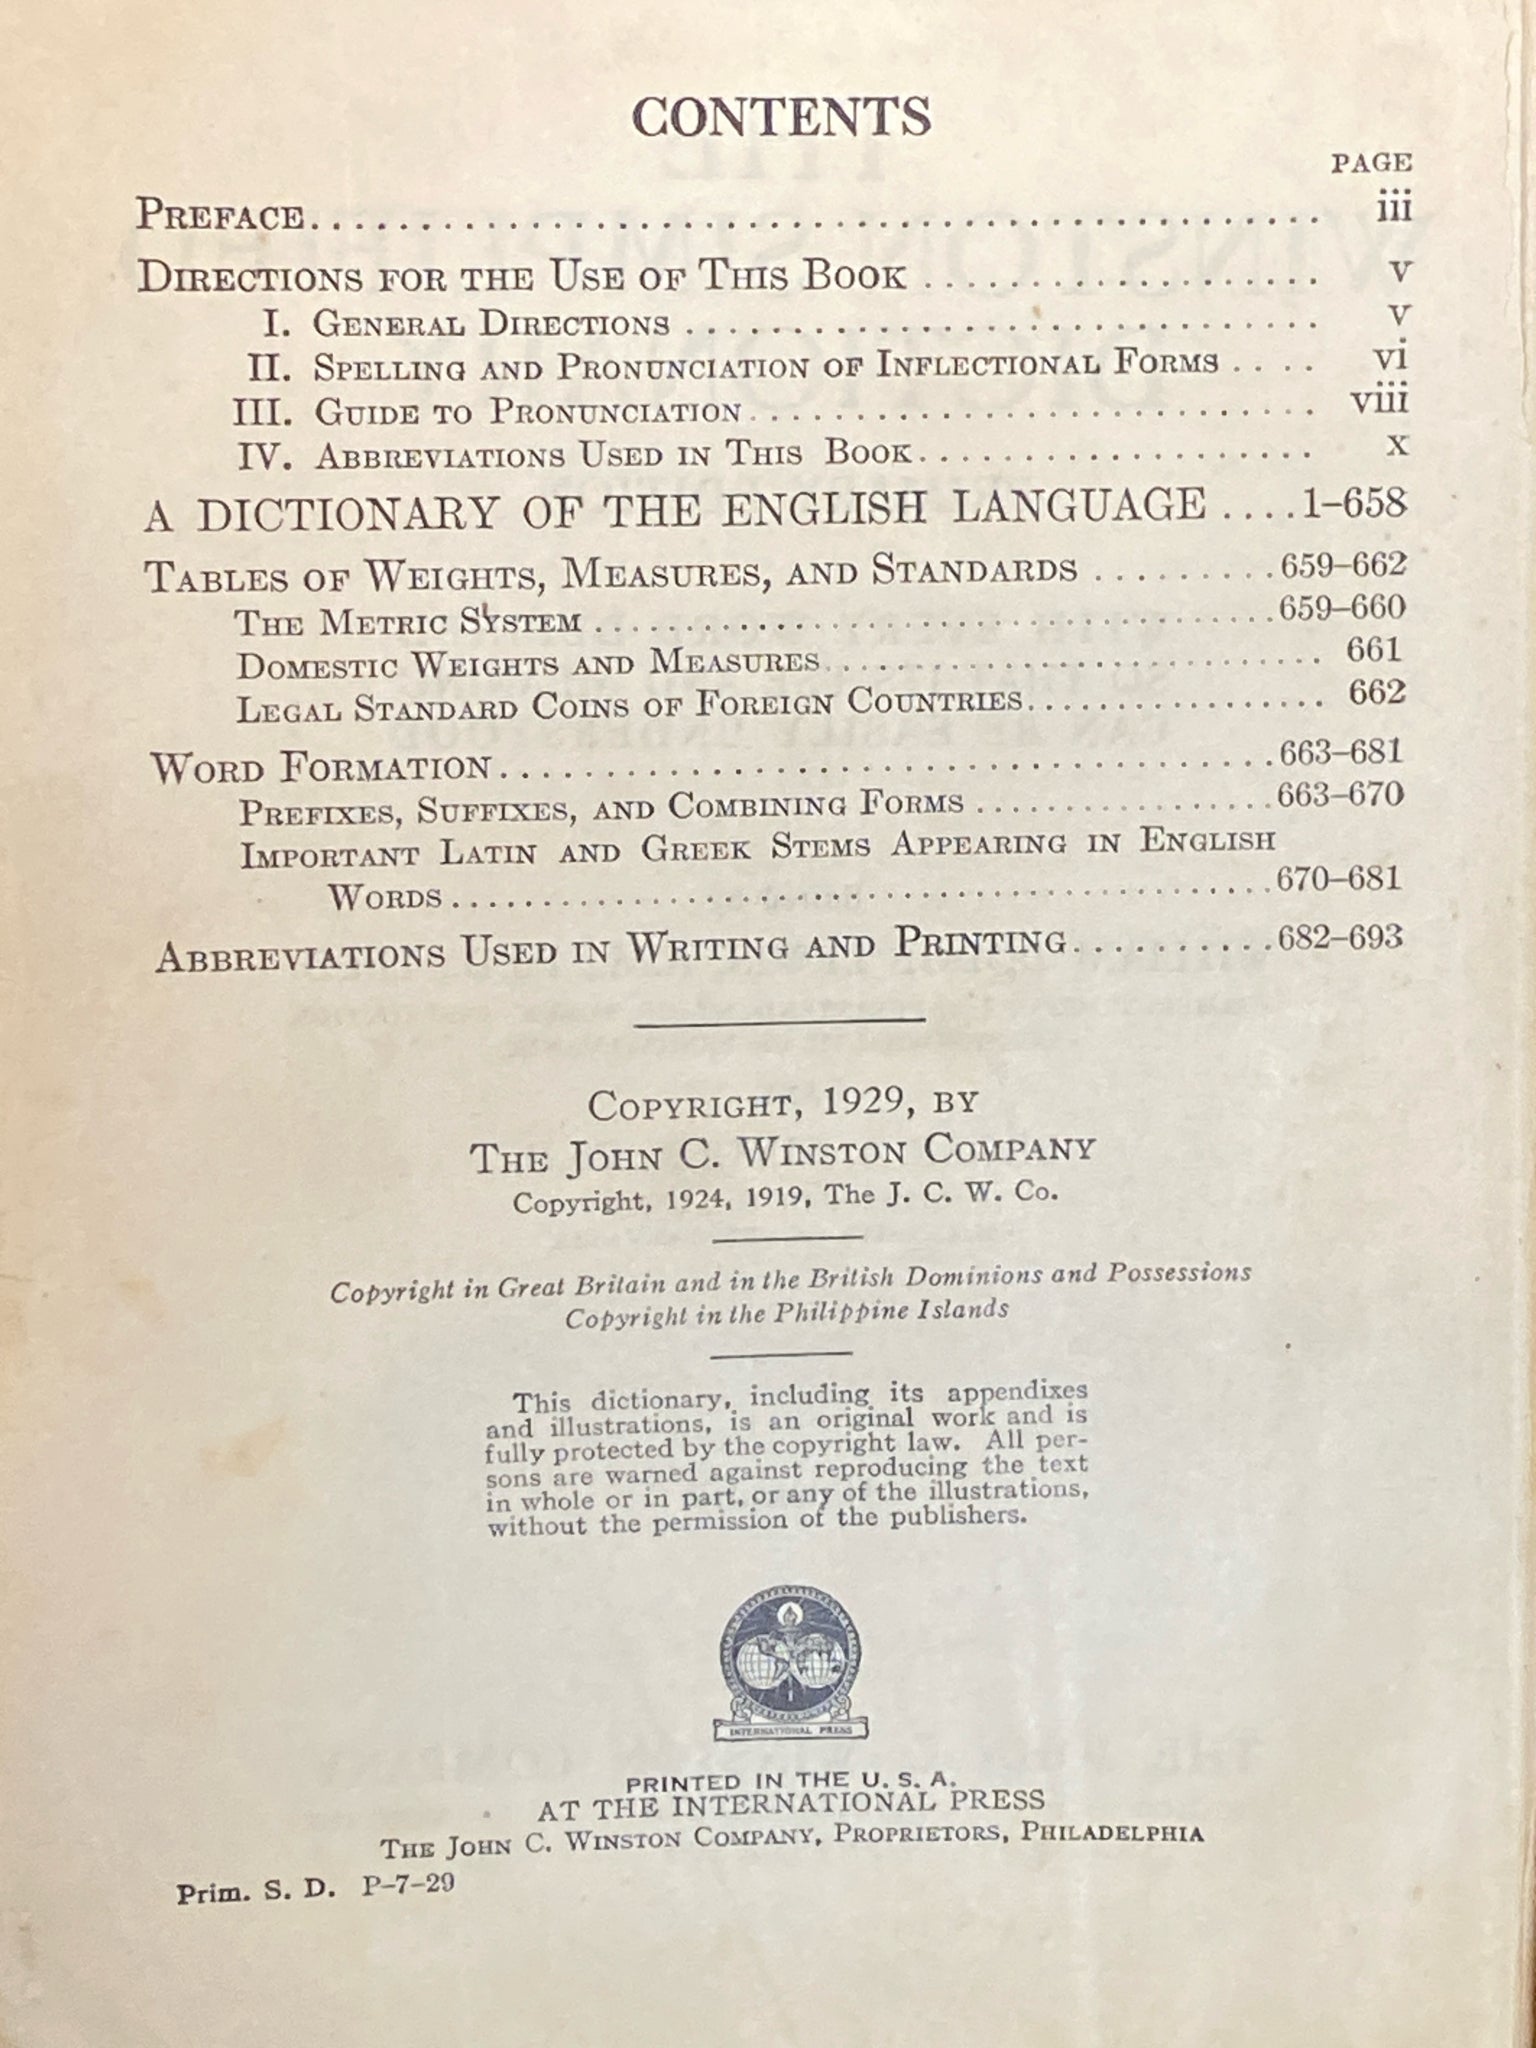 CONTENTS
PAGE
PREFACE.................................................. iii
DIRECTIONS FOR THE USE OF THIS BOOK ................... v
I. GENERAL DIRECTIONS ............................... v
II. SPELLING AND PRONUNCIATION OF INFLECTIONAL FORMS .... vi
III. GUIDE TO PRONUNCIATION............................ viii
IV. ABBREVIATIONS USED IN THIS BOOK.................... x
A DICTIONARY OF THE ENGLISH LANGUAGE ....1–658
TABLES OF WEIGHTS, MEASURES, AND STANDARDS .........659–662
THE METRIC SYSTEM ..................................659–660
DOMESTIC WEIGHTS AND MEASURES......................... 661
LEGAL STANDARD COINS OF FOREIGN COUNTRIES................ 662
WORD FORMATION.....................................663–681
PREFIXES, SUFFIXES, AND COMBINING FORMS ................663–670
IMPORTANT LATIN AND GREEK STEMS APPEARING IN ENGLISH
WORDS..........................................670–681
ABBREVIATIONS USED IN WRITING AND PRINTING..........682–693
COPYRIGHT, 1929, BY
THE JOHN C. WINSTON COMPANY
Copyright, 1924, 1919, The J. C. W. Co.
Copyright in Great Britain and in the British Dominions and Possessions
Copyright in the Philippine Islands
This dictionary, including its appendixes
and illustrations, is an original work and is
fully protected by the copyright law. All per-
sons are warned against reproducing the text
in whole or in part, or any of the illustrations,
without the permission of the publishers.
INTERNATIONAL PRESS
PRINTED IN THE U. S. A.
AT THE INTERNATIONAL PRESS
THE JOHN C. WINSTON COMPANY, PROPRIETORS, PHILADELPHIA
Prim. S. D. P–7–29